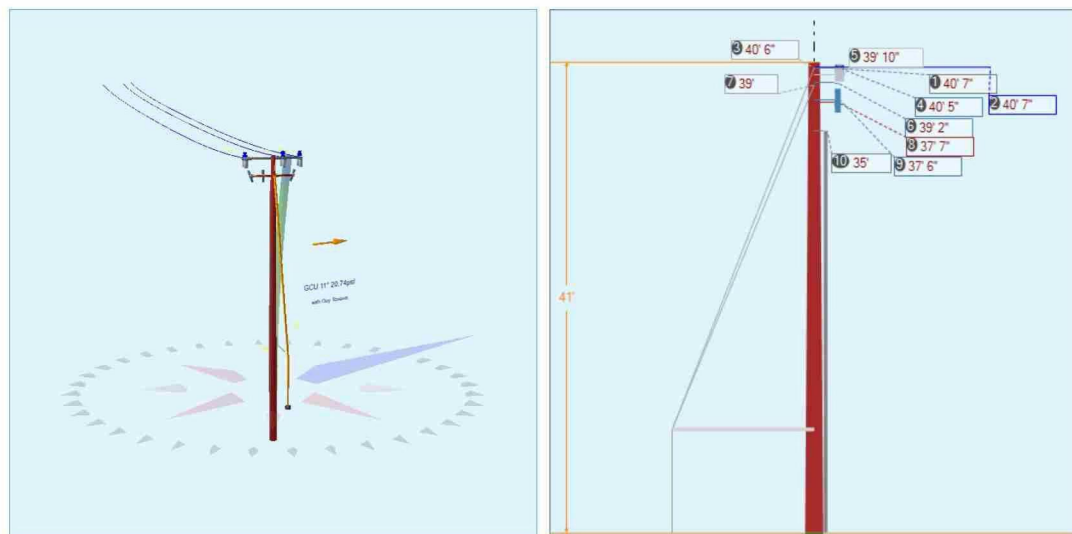 GCU 11" 20.74psf
with Guy Spread
3 40' 6"
5 39' 10"
7 39'
1 40' 7"
4 40' 5"
2 40' 7"
6 39' 2"
8 37' 7"
10 35'
9 37' 6"
41'